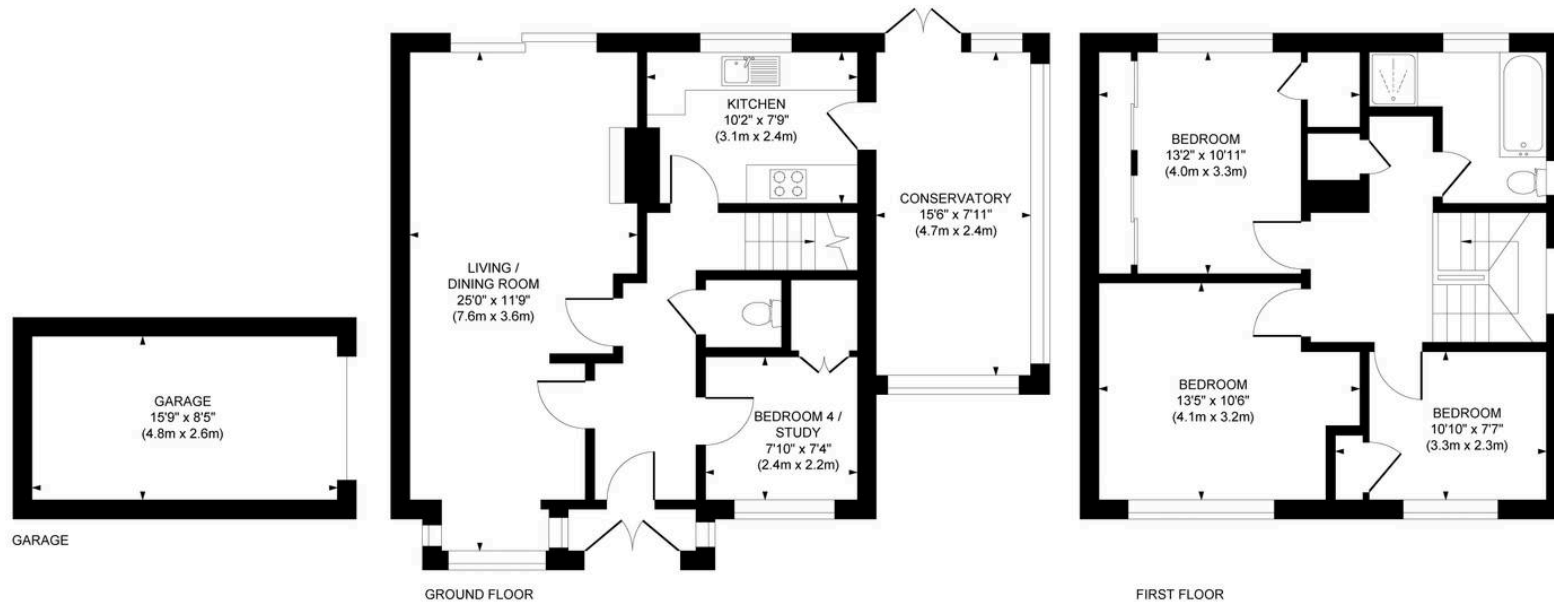 GARAGE
15'9" x 8'5"
(4.8m x 2.6m)
GARAGE
LIVING /
DINING ROOM
25'0" x 11'9"
(7.6m x 3.6m)
KITCHEN
10'2" x 7'9"
(3.1m x 2.4m)
CONSERVATORY
15'6" x 7'11"
(4.7m x 2.4m)
BEDROOM 4 /
STUDY
7'10" x 7'4"
(2.4m x 2.2m)
GROUND FLOOR
BEDROOM
13'2" x 10'11"
(4.0m x 3.3m)
BEDROOM
13'5" x 10'6"
(4.1m x 3.2m)
BEDROOM
10'10" x 7'7"
(3.3m x 2.3m)
FIRST FLOOR